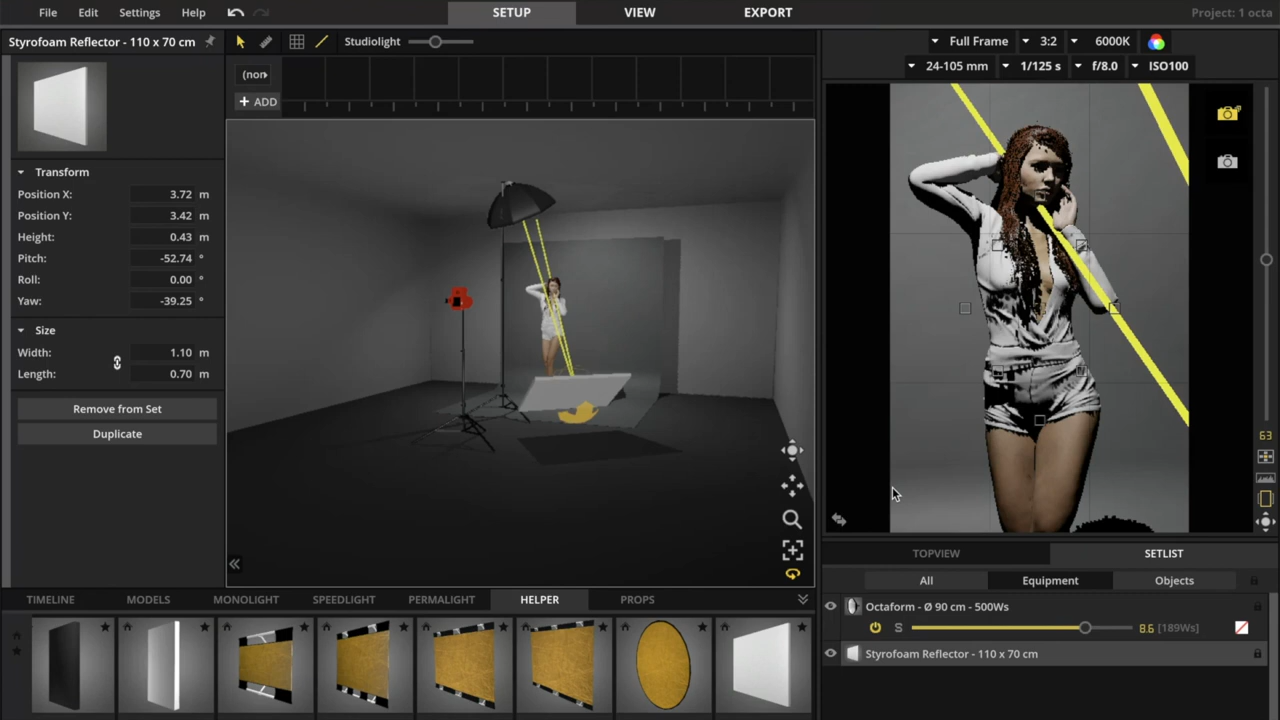 File Edit Settings Help
SETUP VIEW EXPORT
Project: 1 octa
Styrofoam Reflector - 110 x 70 cm
Studiolight
Full Frame 3:2 6000K
24-105 mm 1/125 s f/8.0 ISO100
(non
+ ADD
Transform
Position X: 3.72 m
Position Y: 3.42 m
Height: 0.43 m
Pitch: -52.74 °
Roll: 0.00 °
Yaw: -39.25 °
Size
Width: 1.10 m
Length: 0.70 m
Remove from Set
Duplicate
63
TOPVIEW SETLIST
All Equipment Objects
Octaform - Ø 90 cm - 500Ws
S 8.6 [189Ws]
Styrofoam Reflector - 110 x 70 cm
TIMELINE MODELS MONOLIGHT SPEEDLIGHT PERMALIGHT HELPER PROPS